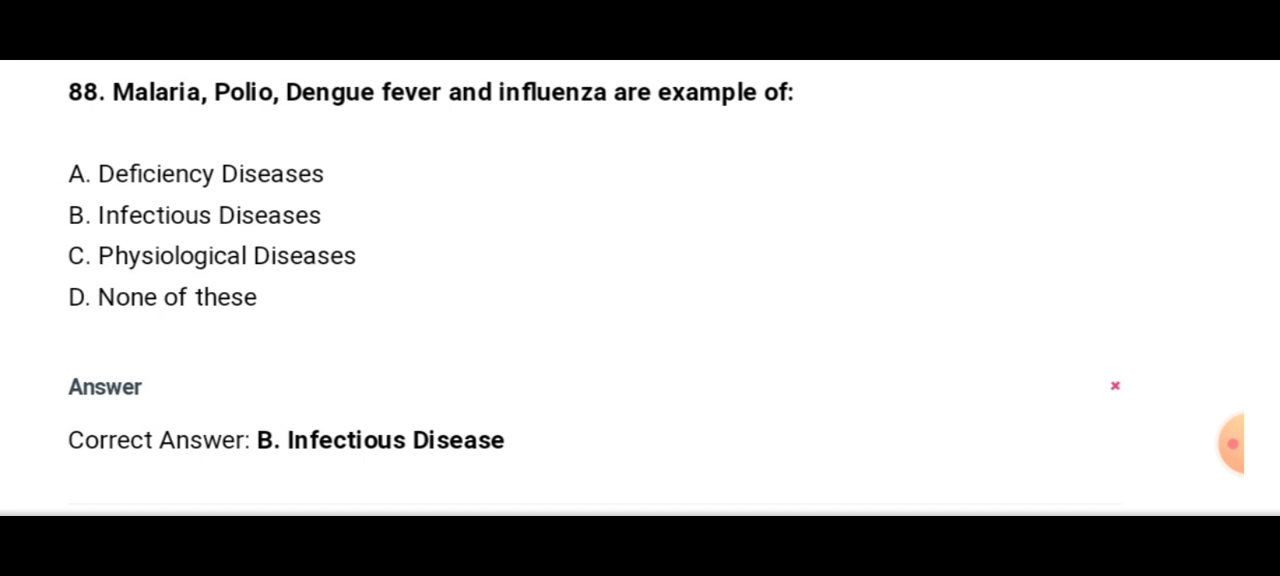 88. Malaria, Polio, Dengue fever and influenza are example of:
A. Deficiency Diseases
B. Infectious Diseases
C. Physiological Diseases
D. None of these
Answer
Correct Answer: B. Infectious Disease